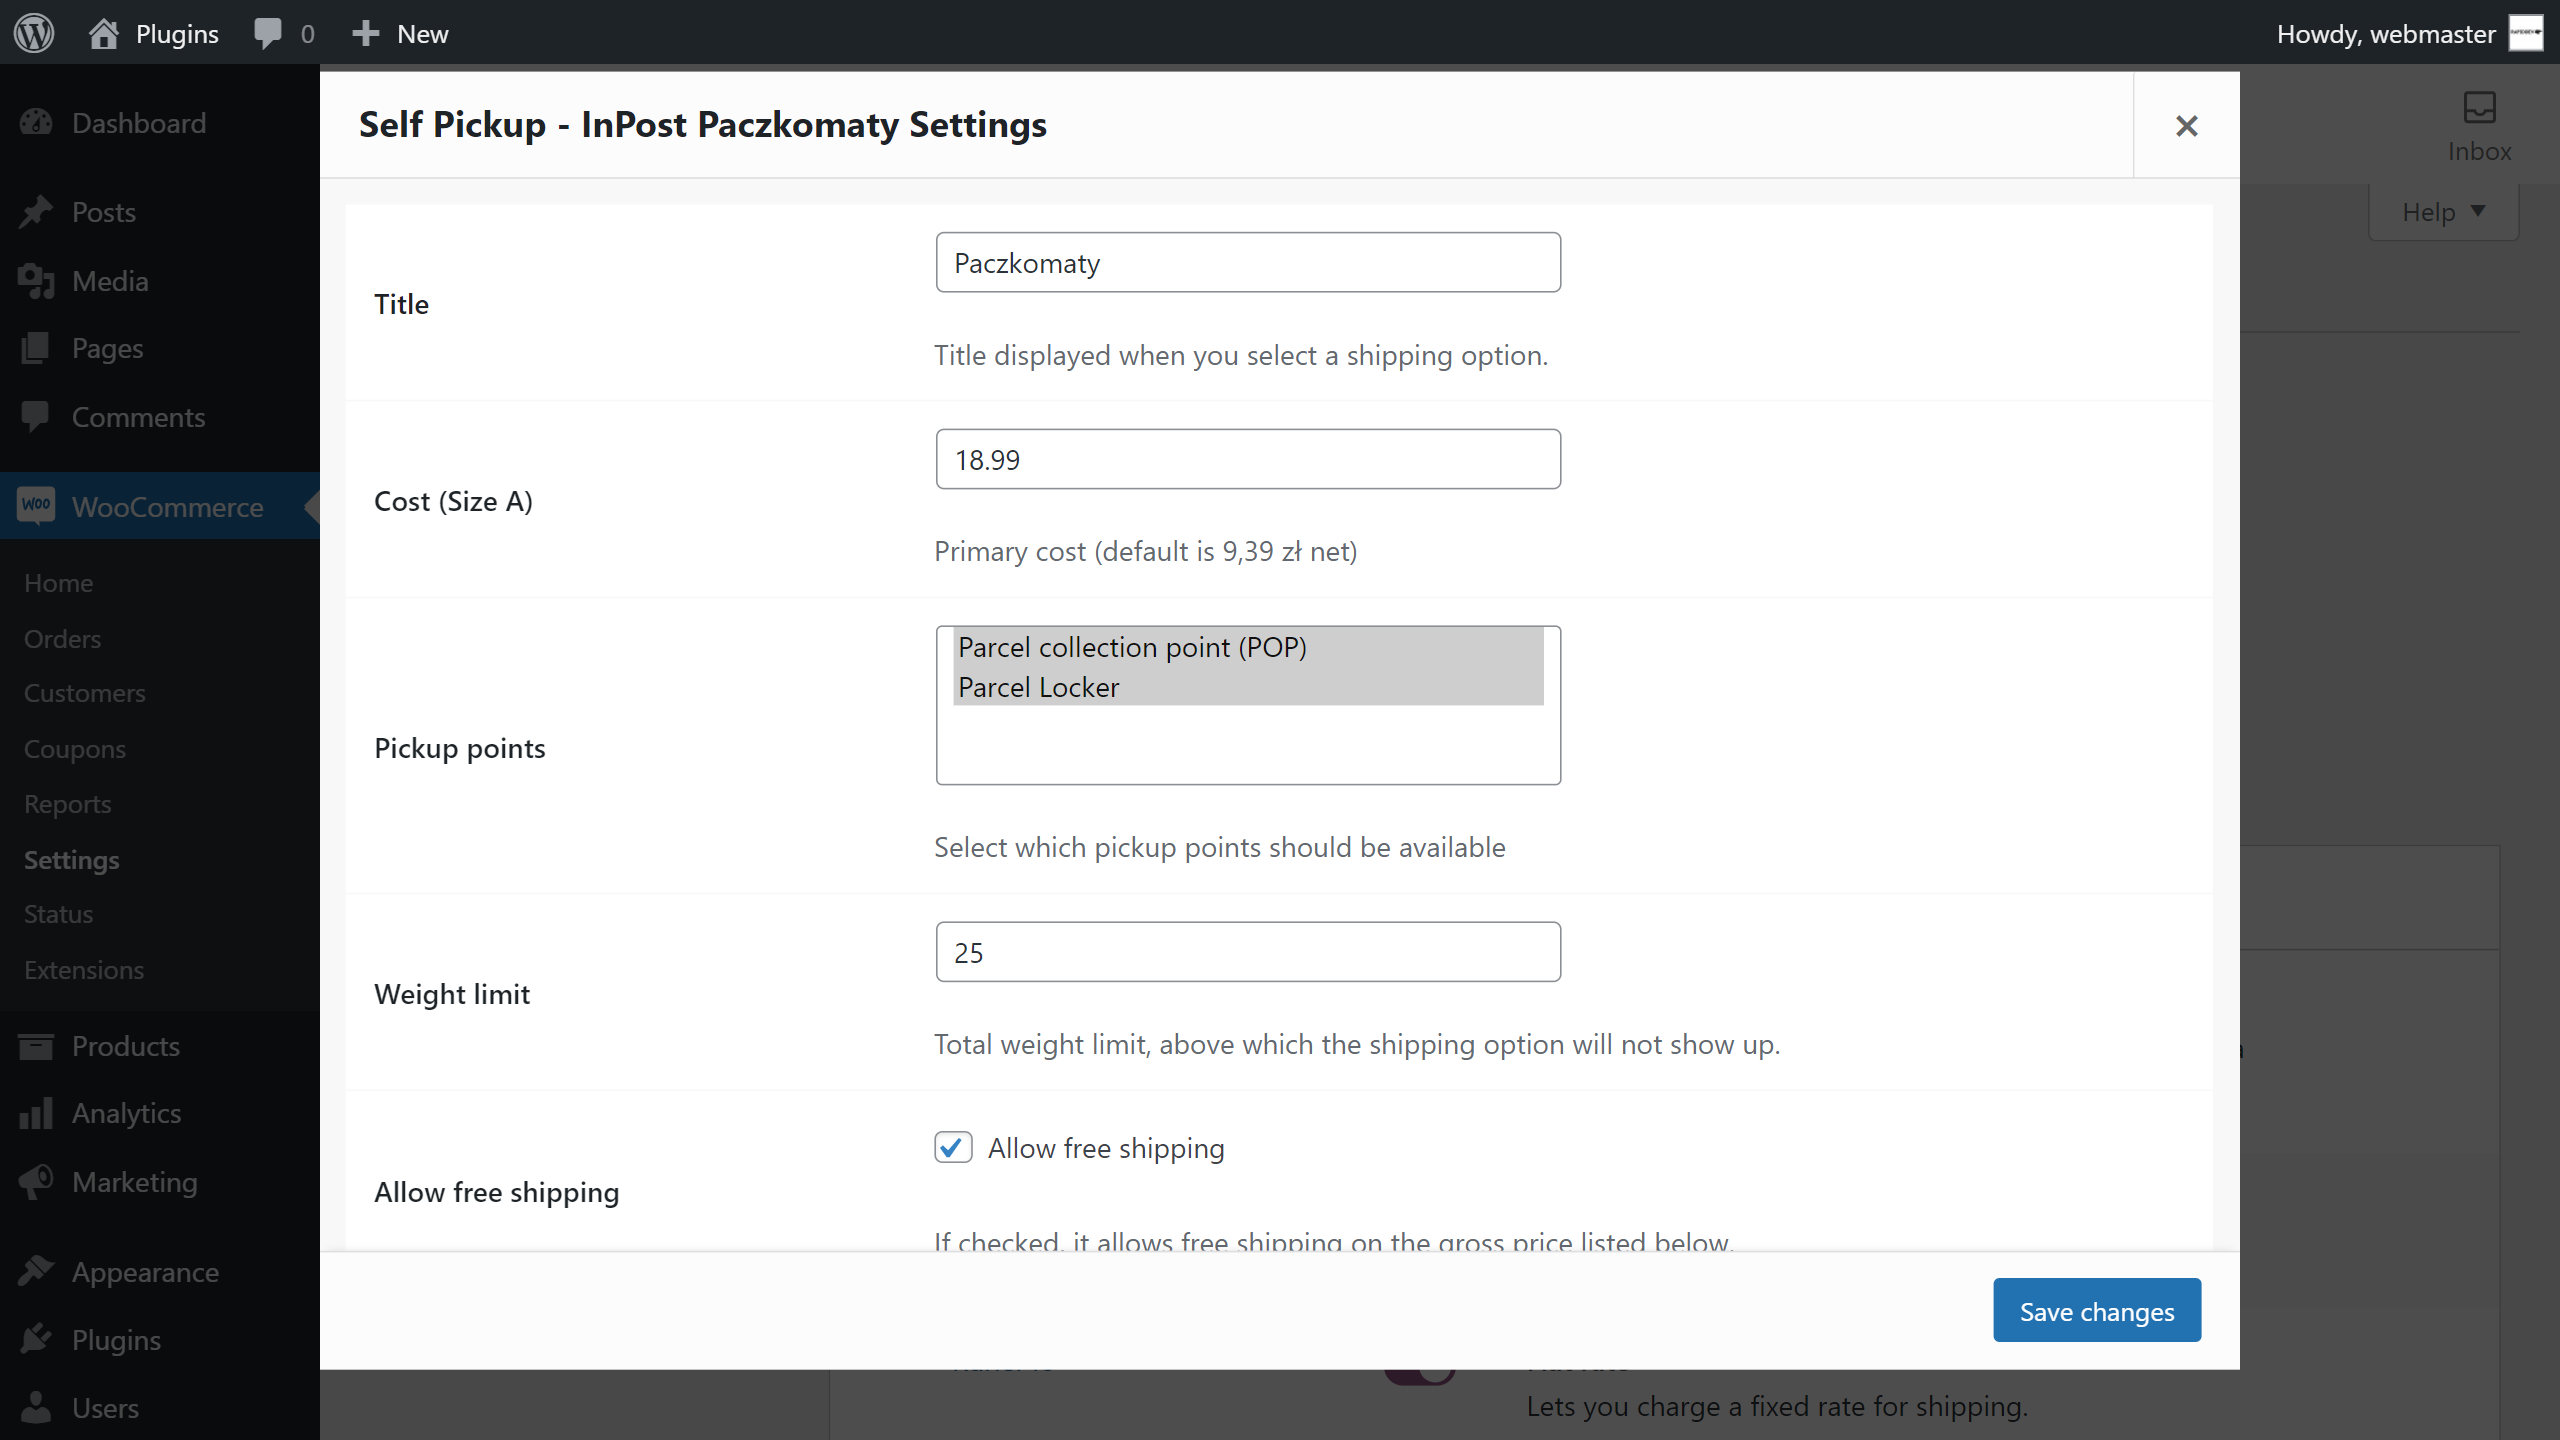 Plugins
0
New
Howdy, webmaster
Dashboard
Posts
Media
Pages
Comments
Woo
WooCommerce
Home
Orders
Customers
Coupons
Reports
Settings
Status
Extensions
Products
Analytics
Marketing
Appearance
Plugins
Users
Self Pickup - InPost Paczkomaty Settings
Inbox
Help
Title
Paczkomaty
Title displayed when you select a shipping option.
Cost (Size A)
18.99
Primary cost (default is 9,39 zł net)
Pickup points
Parcel collection point (POP)
Parcel Locker
Select which pickup points should be available
Weight limit
25
Total weight limit, above which the shipping option will not show up.
Allow free shipping
Allow free shipping
If checked, it allows free shipping on the gross price listed below.
Save changes
Lets you charge a fixed rate for shipping.